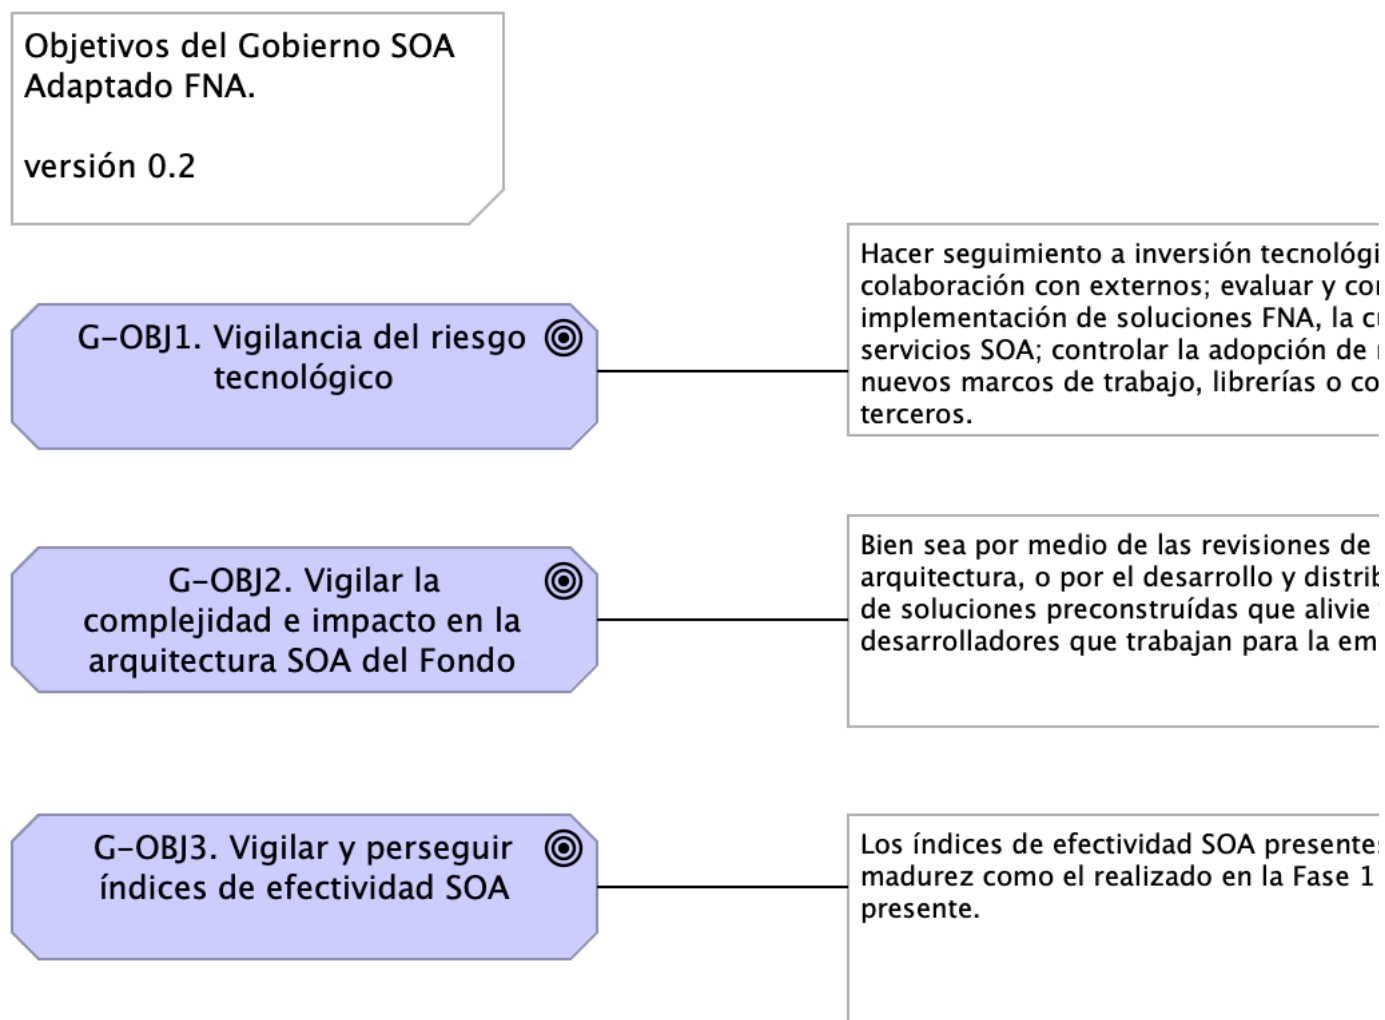 Objetivos del Gobierno SOA
Adaptado FNA.
versión 0.2
G-OBJ1. Vigilancia del riesgo
tecnológico
Hacer seguimiento a inversión
colaboración con externos; evaluar y
implementación de soluciones FNA, la
servicios SOA; controlar la adopción de
nuevos marcos de trabajo, librerías o
terceros.
G-OBJ2. Vigilar la
complejidad e impacto en la
arquitectura SOA del Fondo
Bien sea por medio de las revisiones de
arquitectura, o por el desarrollo y
de soluciones preconstruídas que alivie
desarrolladores que trabajan para la
G-OBJ3. Vigilar y perseguir
índices de efectividad SOA
Los índices de efectividad SOA
madurez como el realizado en la Fase 1
presente.